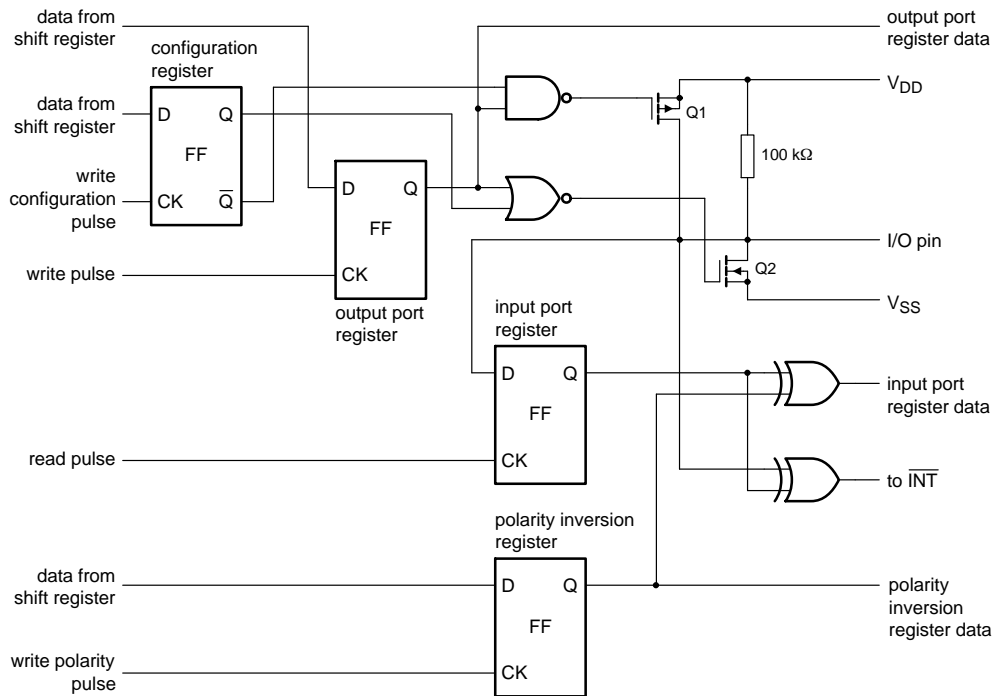 data from
shift register
configuration
register
output port
register data
data from
shift register
D
Q
FF
write
configuration
pulse
CK
Q̅
D
Q
FF
CK
write pulse
output port
register
Q1
V_DD
100 kΩ
I/O pin
Q2
V_SS
input port
register
D
Q
FF
CK
read pulse
input port
register data
to I̅N̅T̅
polarity inversion
register
data from
shift register
D
Q
FF
CK
write polarity
pulse
polarity
inversion
register data